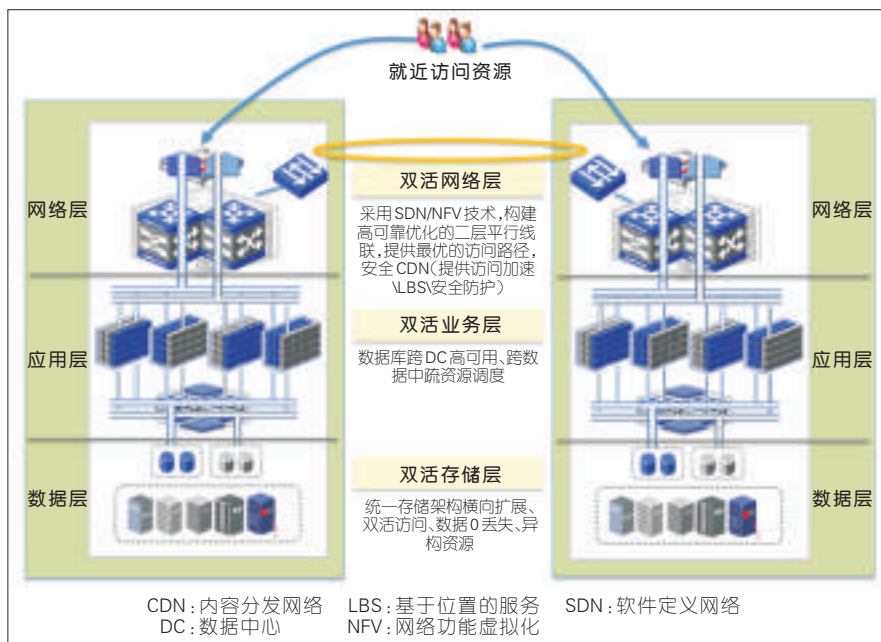 就近访问资源
网络层
应用层
数据层
双活网络层
采用SDN/NFV技术,构建
高可靠优化的二层平行线
联,提供最优的访问路径,
安全CDN(提供访问加速
\LBS\安全防护)
双活业务层
数据库跨DC高可用、跨数
据中疏资源调度
双活存储层
统一存储架构横向扩展、
双活访问、数据0丢失、异
构资源
网络层
应用层
数据层
CDN:内容分发网络 LBS:基于位置的服务 SDN:软件定义网络
DC:数据中心 NFV:网络功能虚拟化